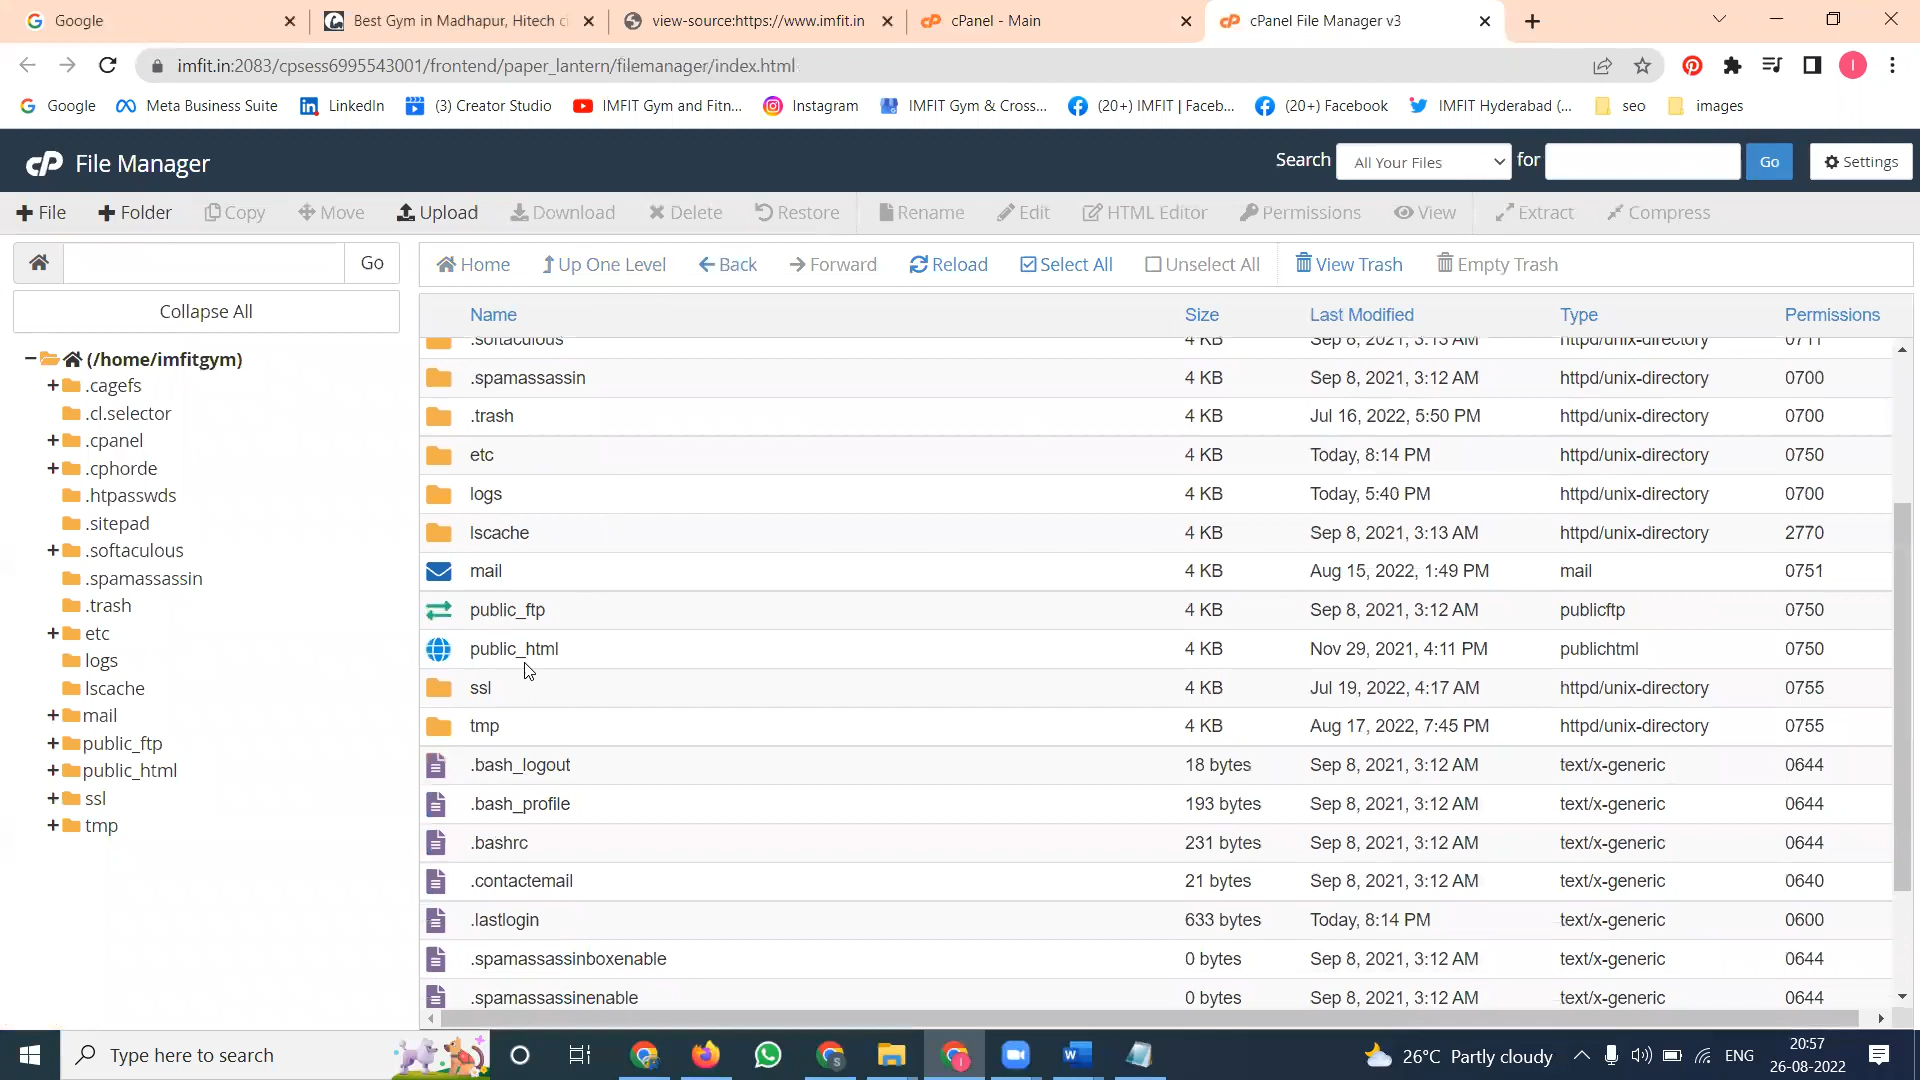 Google
Best Gym in Madhapur, Hitech ci
view-source:https://www.imfit.in
cPanel - Main
cPanel File Manager v3
imfit.in:2083/cpsess6995543001/frontend/paper_lantern/filemanager/index.html
I
Google
Meta Business Suite
LinkedIn
(3) Creator Studio
IMFIT Gym and Fitn...
Instagram
IMFIT Gym & Cross...
(20+) IMFIT | Faceb...
(20+) Facebook
IMFIT Hyderabad (...
seo
images
cP File Manager
Search All Your Files for Go Settings
File Folder Copy Move Upload Download Delete Restore Rename Edit HTML Editor Permissions View Extract Compress
Go
Home Up One Level Back Forward Reload Select All Unselect All View Trash Empty Trash
Collapse All
(/home/imfitgym)
.cagefs
.cl.selector
.cpanel
.cphorde
.htpasswds
.sitepad
.softaculous
.spamassassin
.trash
etc
logs
lscache
mail
public_ftp
public_html
ssl
tmp
Name Size Last Modified Type Permissions
.softaculous 4 KB Sep 8, 2021, 3:13 AM httpd/unix-directory 0711
.spamassassin 4 KB Sep 8, 2021, 3:12 AM httpd/unix-directory 0700
.trash 4 KB Jul 16, 2022, 5:50 PM httpd/unix-directory 0700
etc 4 KB Today, 8:14 PM httpd/unix-directory 0750
logs 4 KB Today, 5:40 PM httpd/unix-directory 0700
lscache 4 KB Sep 8, 2021, 3:13 AM httpd/unix-directory 2770
mail 4 KB Aug 15, 2022, 1:49 PM mail 0751
public_ftp 4 KB Sep 8, 2021, 3:12 AM publicftp 0750
public_html 4 KB Nov 29, 2021, 4:11 PM publichtml 0750
ssl 4 KB Jul 19, 2022, 4:17 AM httpd/unix-directory 0755
tmp 4 KB Aug 17, 2022, 7:45 PM httpd/unix-directory 0755
.bash_logout 18 bytes Sep 8, 2021, 3:12 AM text/x-generic 0644
.bash_profile 193 bytes Sep 8, 2021, 3:12 AM text/x-generic 0644
.bashrc 231 bytes Sep 8, 2021, 3:12 AM text/x-generic 0644
.contactemail 21 bytes Sep 8, 2021, 3:12 AM text/x-generic 0640
.lastlogin 633 bytes Today, 8:14 PM text/x-generic 0600
.spamassassinboxenable 0 bytes Sep 8, 2021, 3:12 AM text/x-generic 0644
.spamassassinenable 0 bytes Sep 8, 2021, 3:12 AM text/x-generic 0644
Type here to search
26°C Partly cloudy
ENG
20:57
26-08-2022